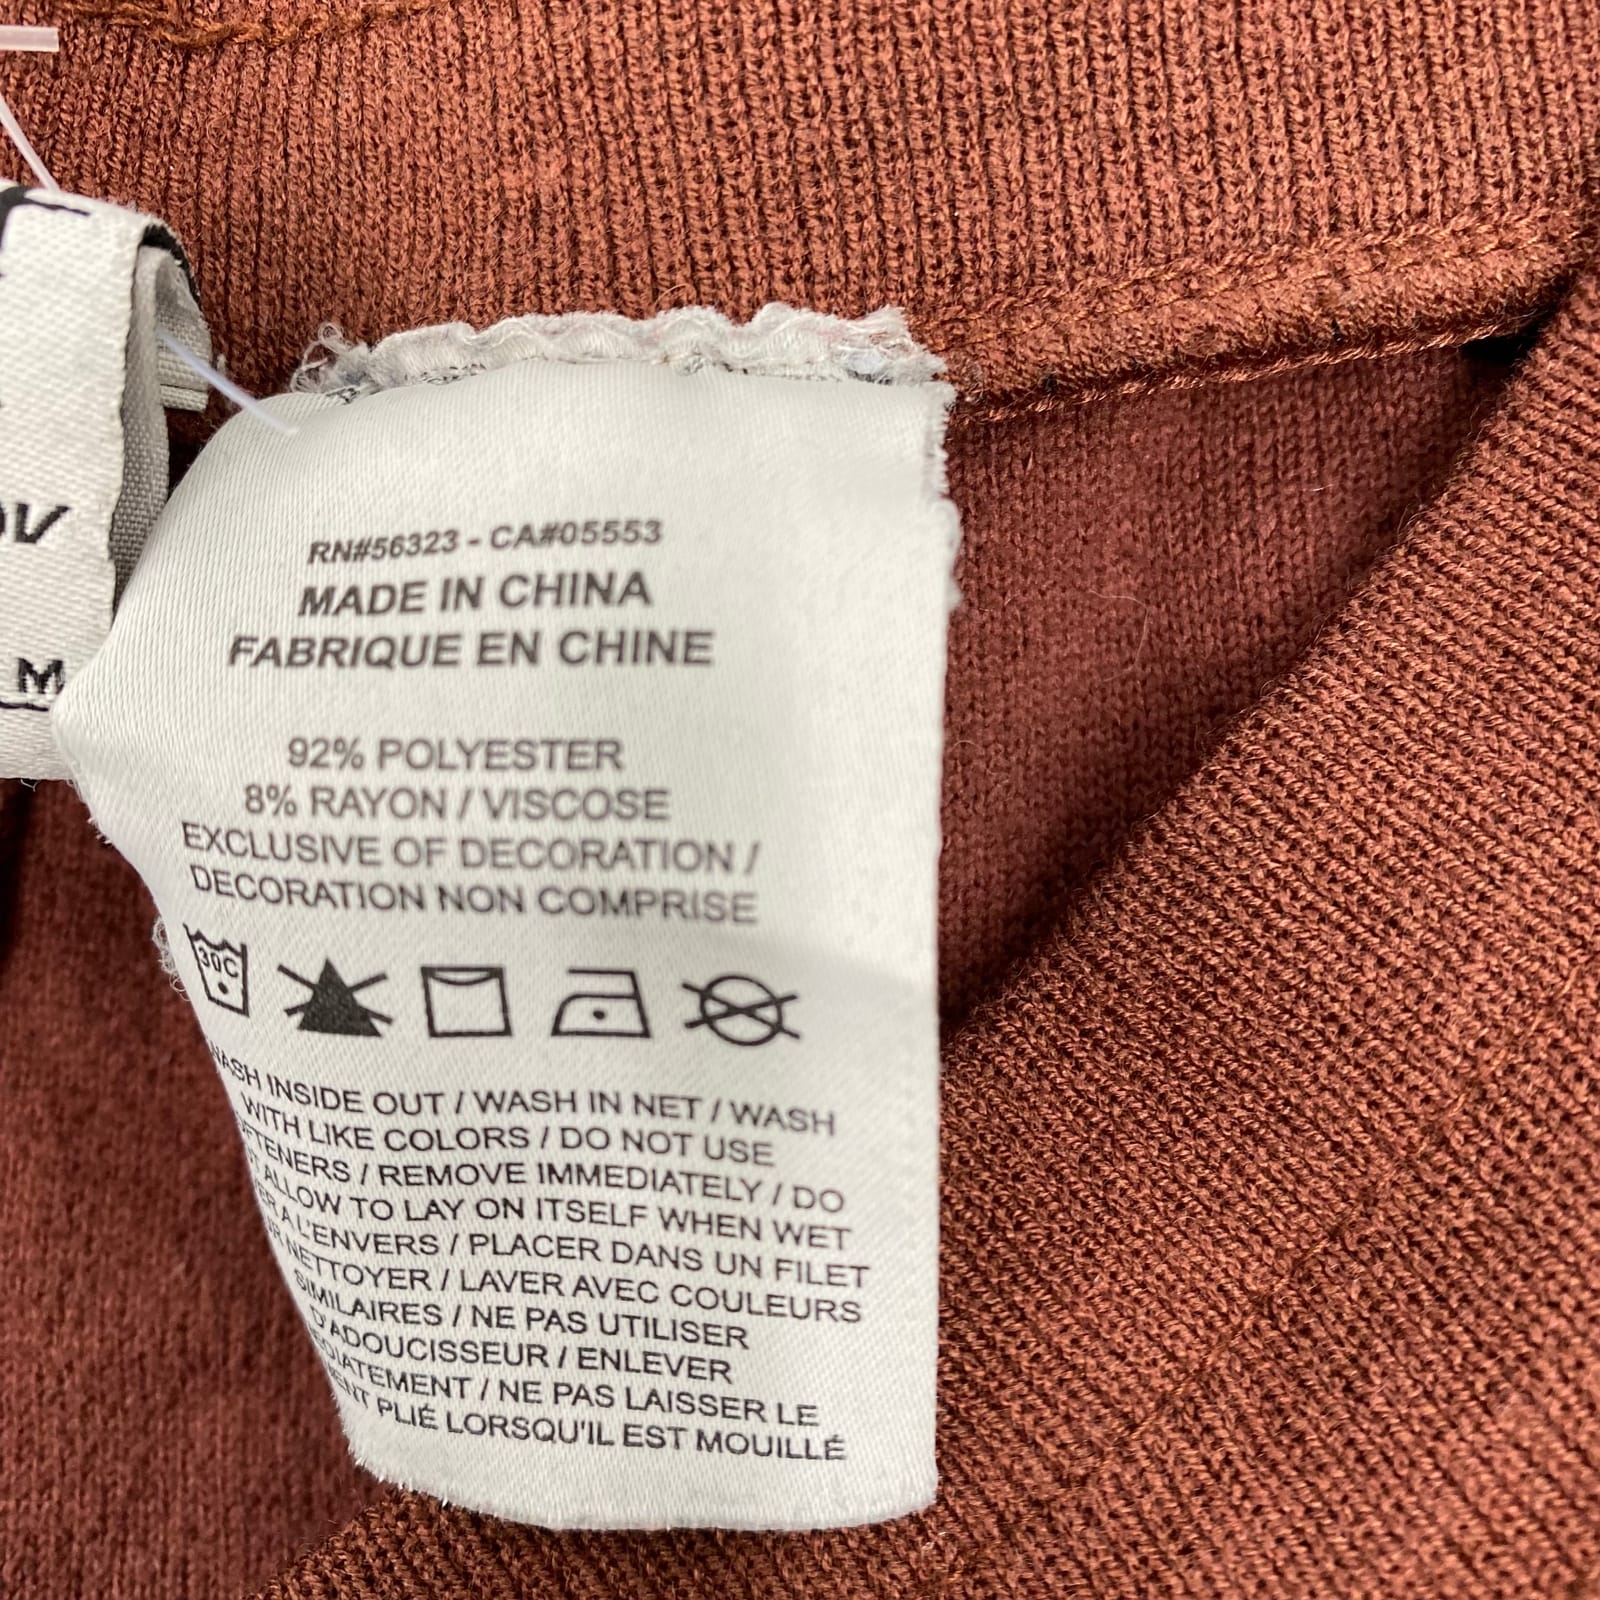 M
RN#56323 - CA#05553
MADE IN CHINA
FABRIQUE EN CHINE
92% POLYESTER
8% RAYON / VISCOSE
EXCLUSIVE OF DECORATION /
DECORATION NON COMPRISE
30C
INSIDE OUT / WASH IN NET / WASH
WITH LIKE COLORS / DO NOT USE
/ REMOVE IMMEDIATELY / DO
ALLOW TO LAY ON ITSELF WHEN WET
À L'ENVERS / PLACER DANS UN FILET
NETTOYER / LAVER AVEC COULEURS
SIMILAIRES / NE PAS UTILISER
D'ADOUCISSEUR / ENLEVER
/ NE PAS LAISSER LE
PLIÉ LORSQU'IL EST MOUILLÉ